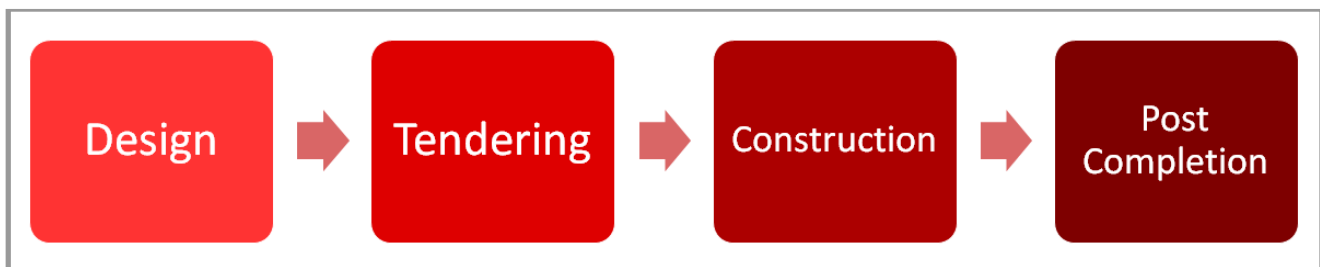 Design
Tendering
Construction
Post
Completion